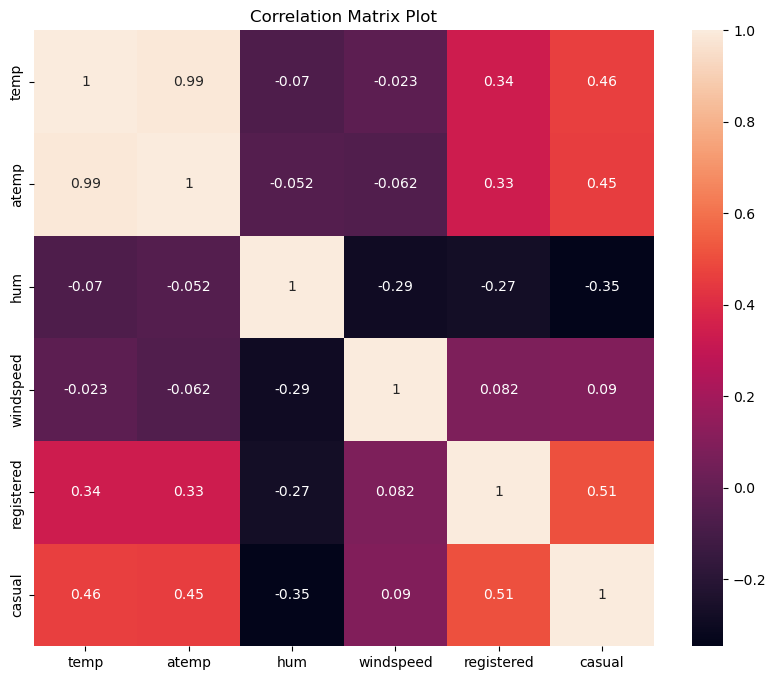 Correlation Matrix Plot
temp 1 0.99 -0.07 -0.023 0.34 0.46
atemp 0.99 1 -0.052 -0.062 0.33 0.45
hum -0.07 -0.052 1 -0.29 -0.27 -0.35
windspeed -0.023 -0.062 -0.29 1 0.082 0.09
registered 0.34 0.33 -0.27 0.082 1 0.51
casual 0.46 0.45 -0.35 0.09 0.51 1
temp atemp hum windspeed registered casual
1.0
0.8
0.6
0.4
0.2
0.0
−0.2